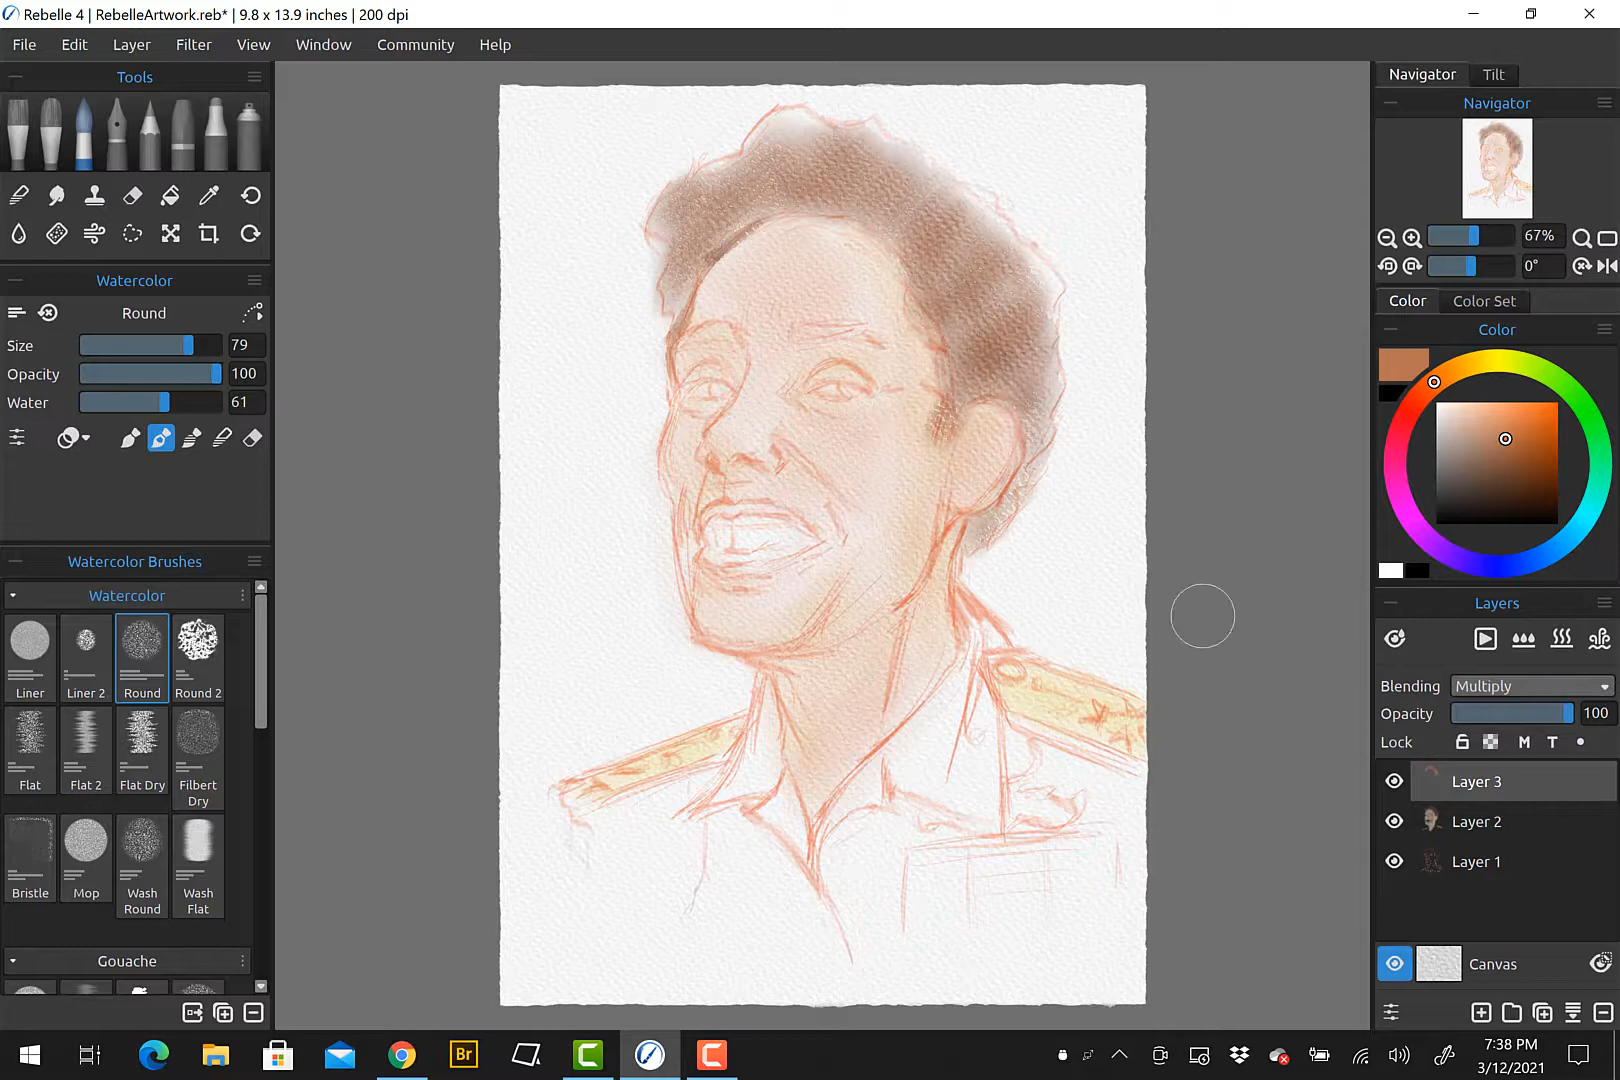 Rebelle 4 | RebelleArtwork.reb* | 9.8 x 13.9 inches | 200 dpi
File Edit Layer Filter View Window Community Help
Tools
Watercolor
Round
Size 79
Opacity 100
Water 61
Watercolor Brushes
Watercolor
Liner Liner 2 Round Round 2
Flat Flat 2 Flat Dry Filbert Dry
Bristle Mop Wash Round Wash Flat
Gouache
Navigator Tilt
Navigator
67%
0°
Color Color Set
Color
Layers
Blending Multiply
Opacity 100
Lock M T
Layer 3
Layer 2
Layer 1
Canvas
Br
7:38 PM
3/12/2021